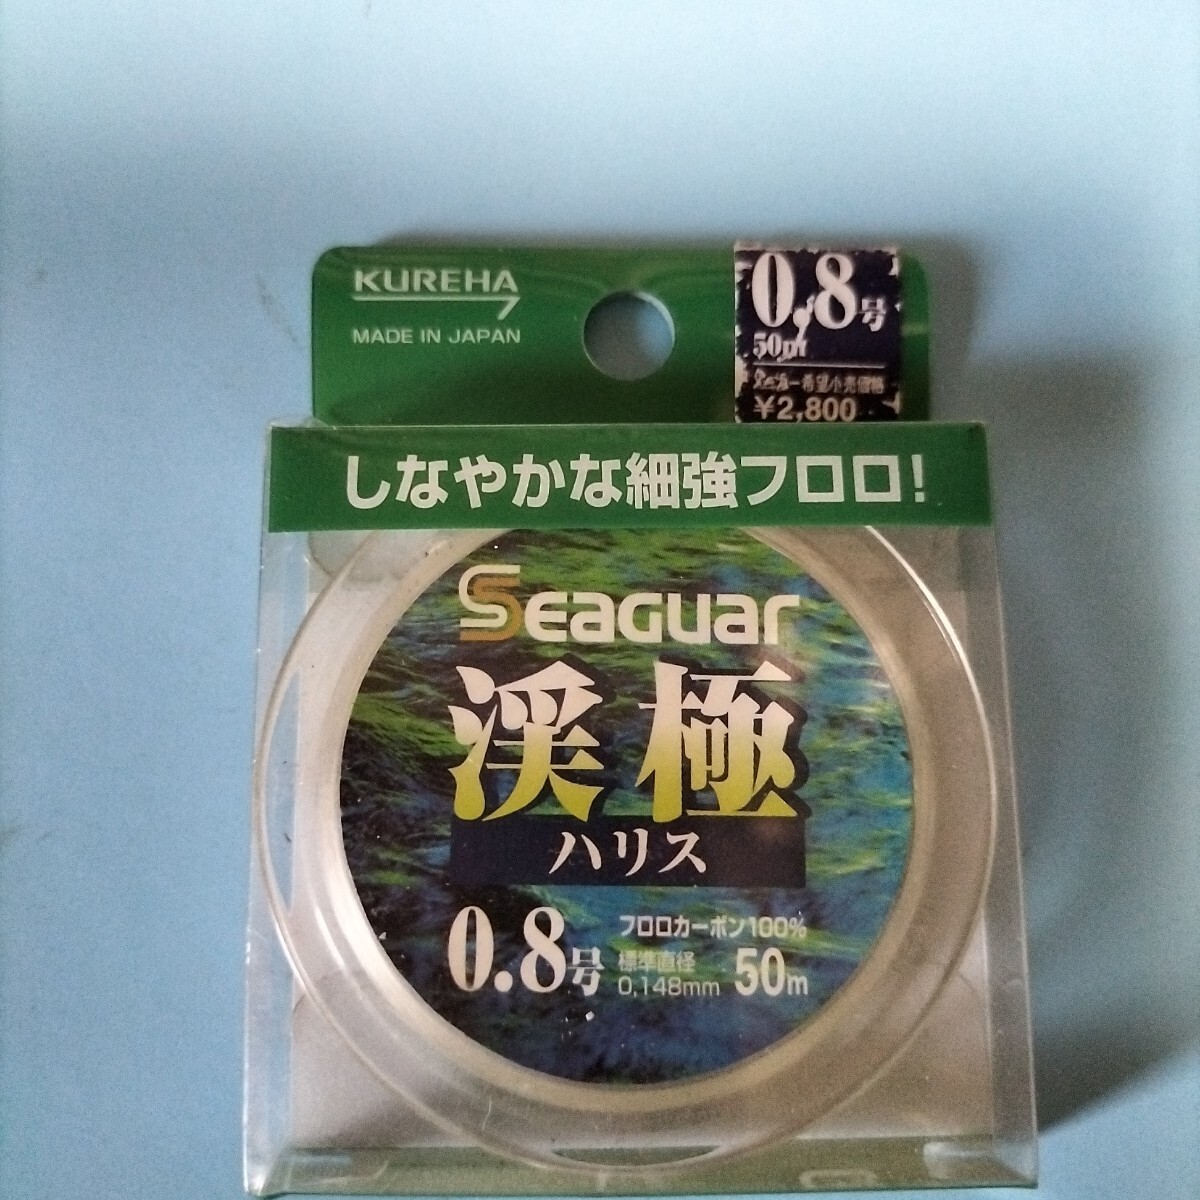 KUREHA
MADE IN JAPAN
0.8号
50m
メーカー希望小売価格
¥2,800
しなやかな細強フロロ!
Seaguar
渓極
ハリス
0.8号
フロロカーボン100%
標準直径
0.148mm
50m